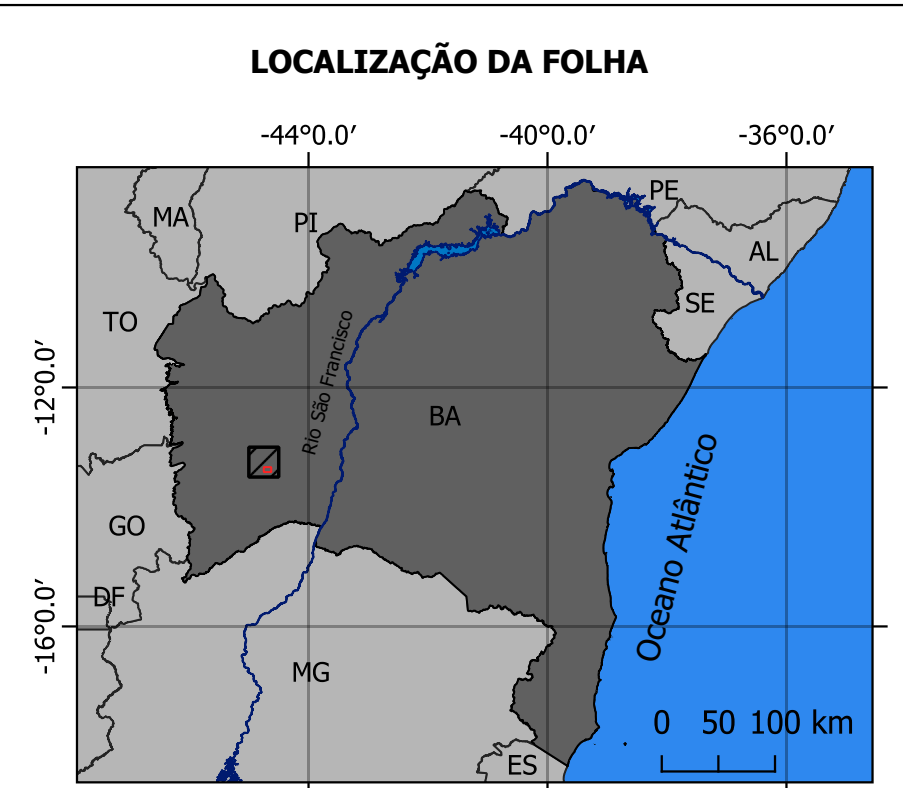 LOCALIZAÇÃO DA FOLHA
-44°0.0′ -40°0.0′ -36°0.0′
MA
PI
PE
AL
SE
TO
-12°0.0′
Rio São Francisco
BA
GO
Oceano Atlântico
DF
-16°0.0′
MG
0 50 100 km
ES